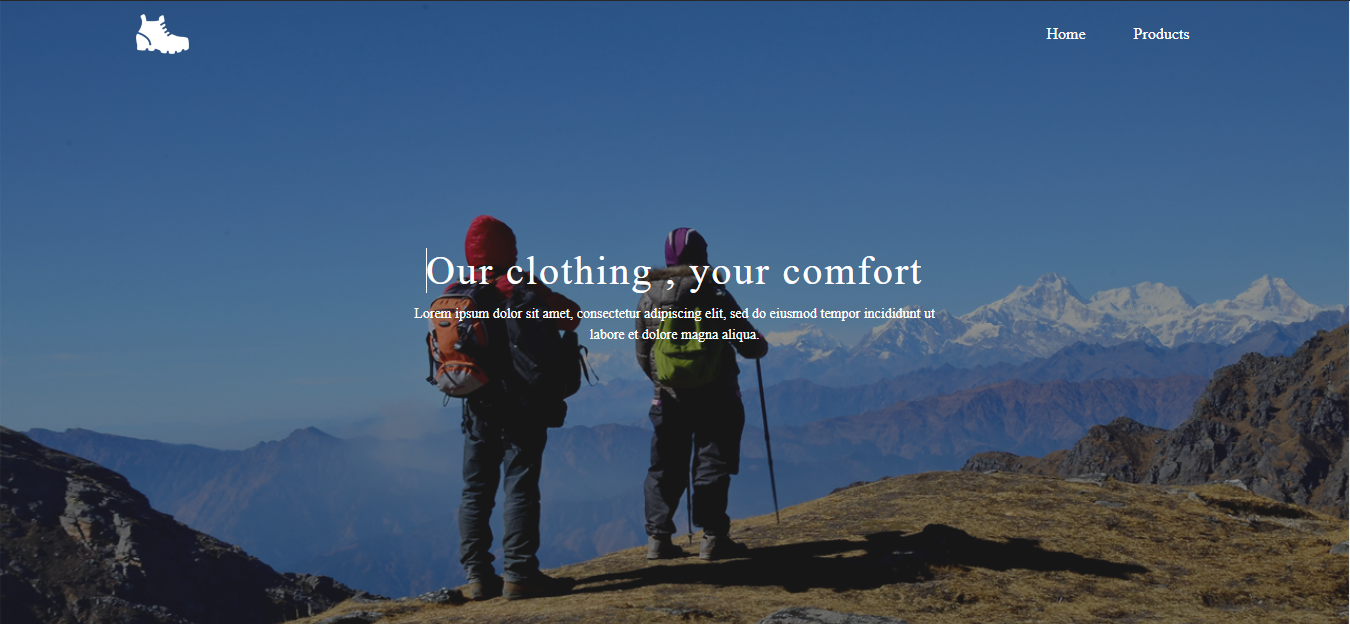 Home Products
Our clothing , your comfort
Lorem ipsum dolor sit amet, consectetur adipiscing elit, sed do eiusmod tempor incididunt ut
labore et dolore magna aliqua.